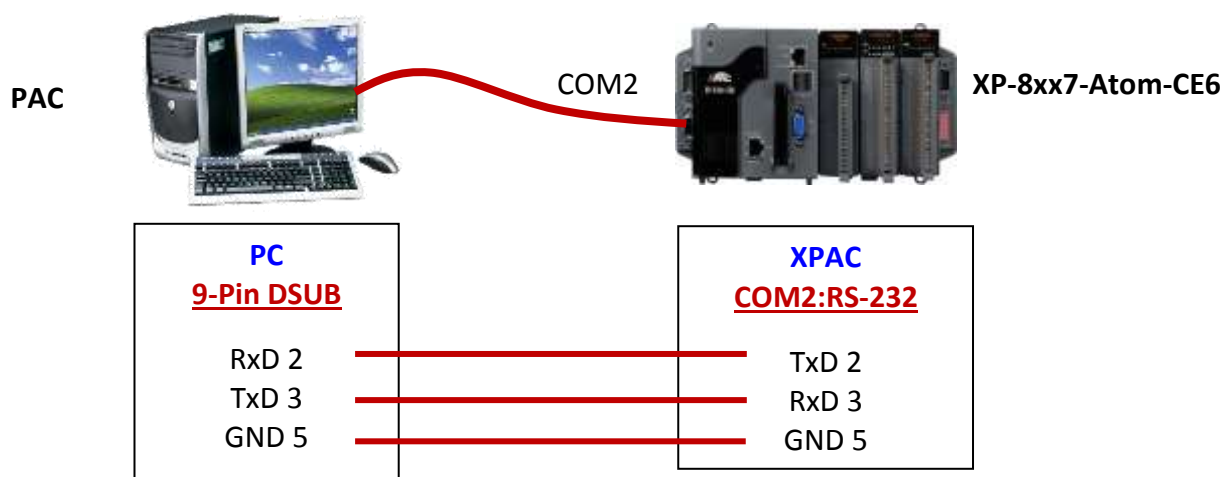 PAC
COM2
XP-8xx7-Atom-CE6
PC
9-Pin DSUB
RxD 2
TxD 3
GND 5
XPAC
COM2:RS-232
TxD 2
RxD 3
GND 5